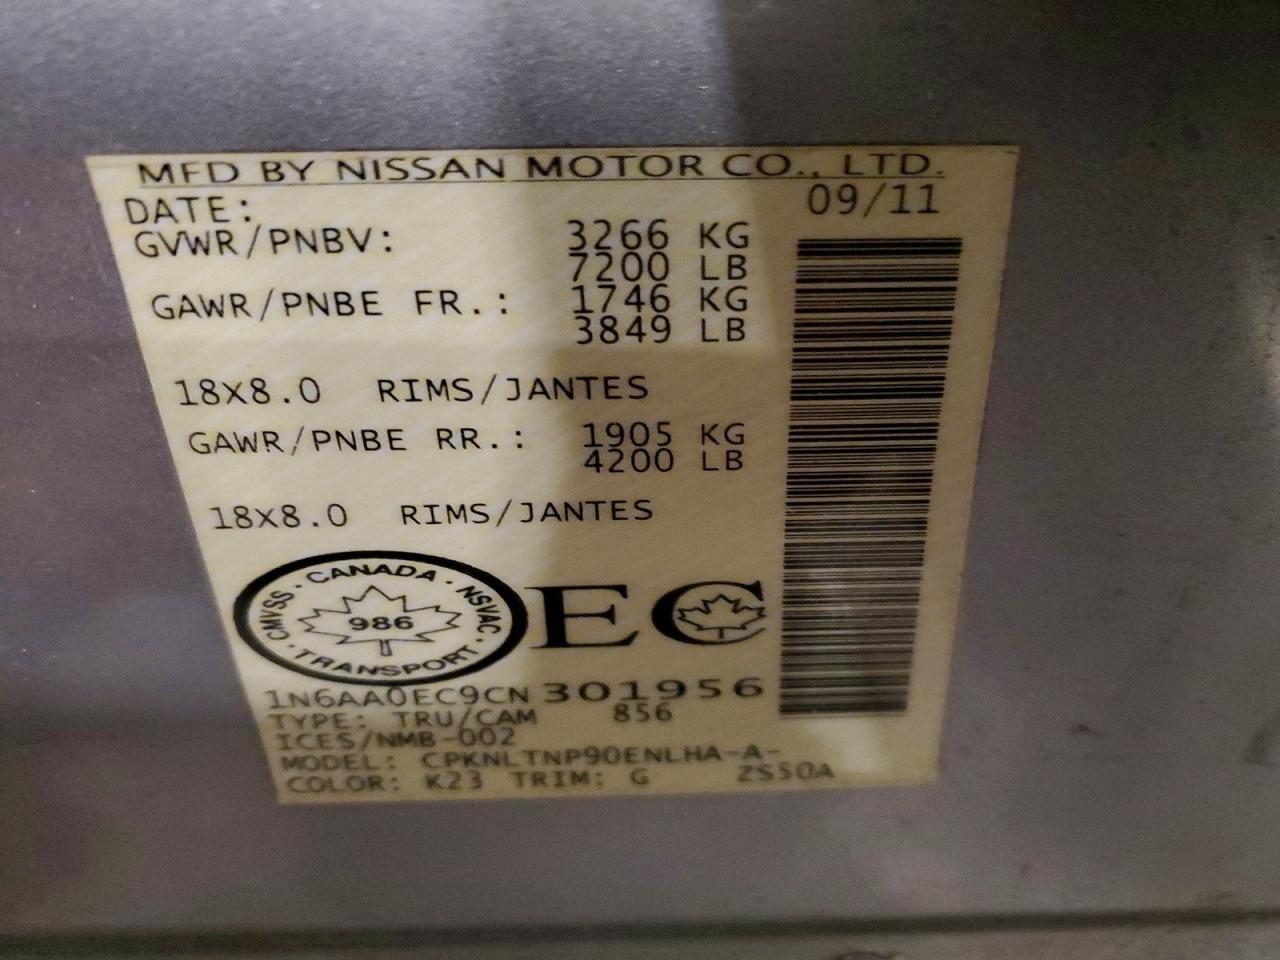 MFD BY NISSAN MOTOR CO., LTD.
DATE: 09/11
GVWR/PNBV: 3266 KG
7200 LB
GAWR/PNBE FR.: 1746 KG
3849 LB
18X8.0 RIMS/JANTES
GAWR/PNBE RR.: 1905 KG
4200 LB
18X8.0 RIMS/JANTES
CANADA · NSVAC · TRANSPORT · CMVSS ·
986
EC
1N6AA0EC9CN301956
TYPE: TRU/CAM 856
ICES/NMB-002
MODEL: CPKNLTNP90ENLHA-A-
COLOR: K23 TRIM: G ZS50A